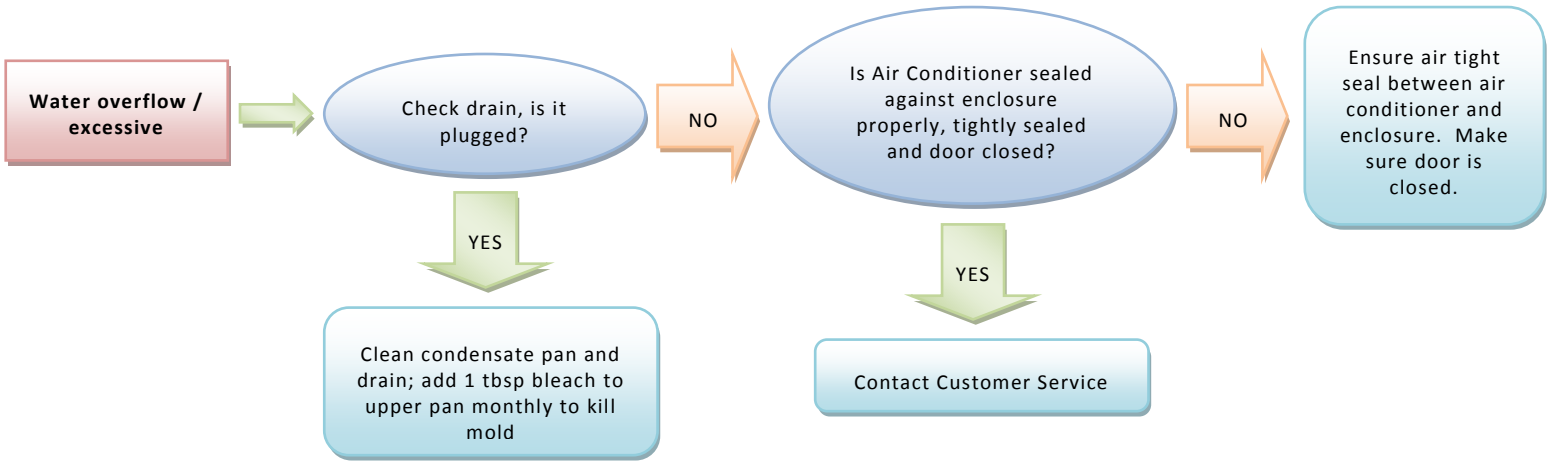 Water overflow /
excessive
Check drain, is it
plugged?
NO
Is Air Conditioner sealed
against enclosure
properly, tightly sealed
and door closed?
NO
Ensure air tight
seal between air
conditioner and
enclosure. Make
sure door is
closed.
YES
Clean condensate pan and
drain; add 1 tbsp bleach to
upper pan monthly to kill
mold
YES
Contact Customer Service